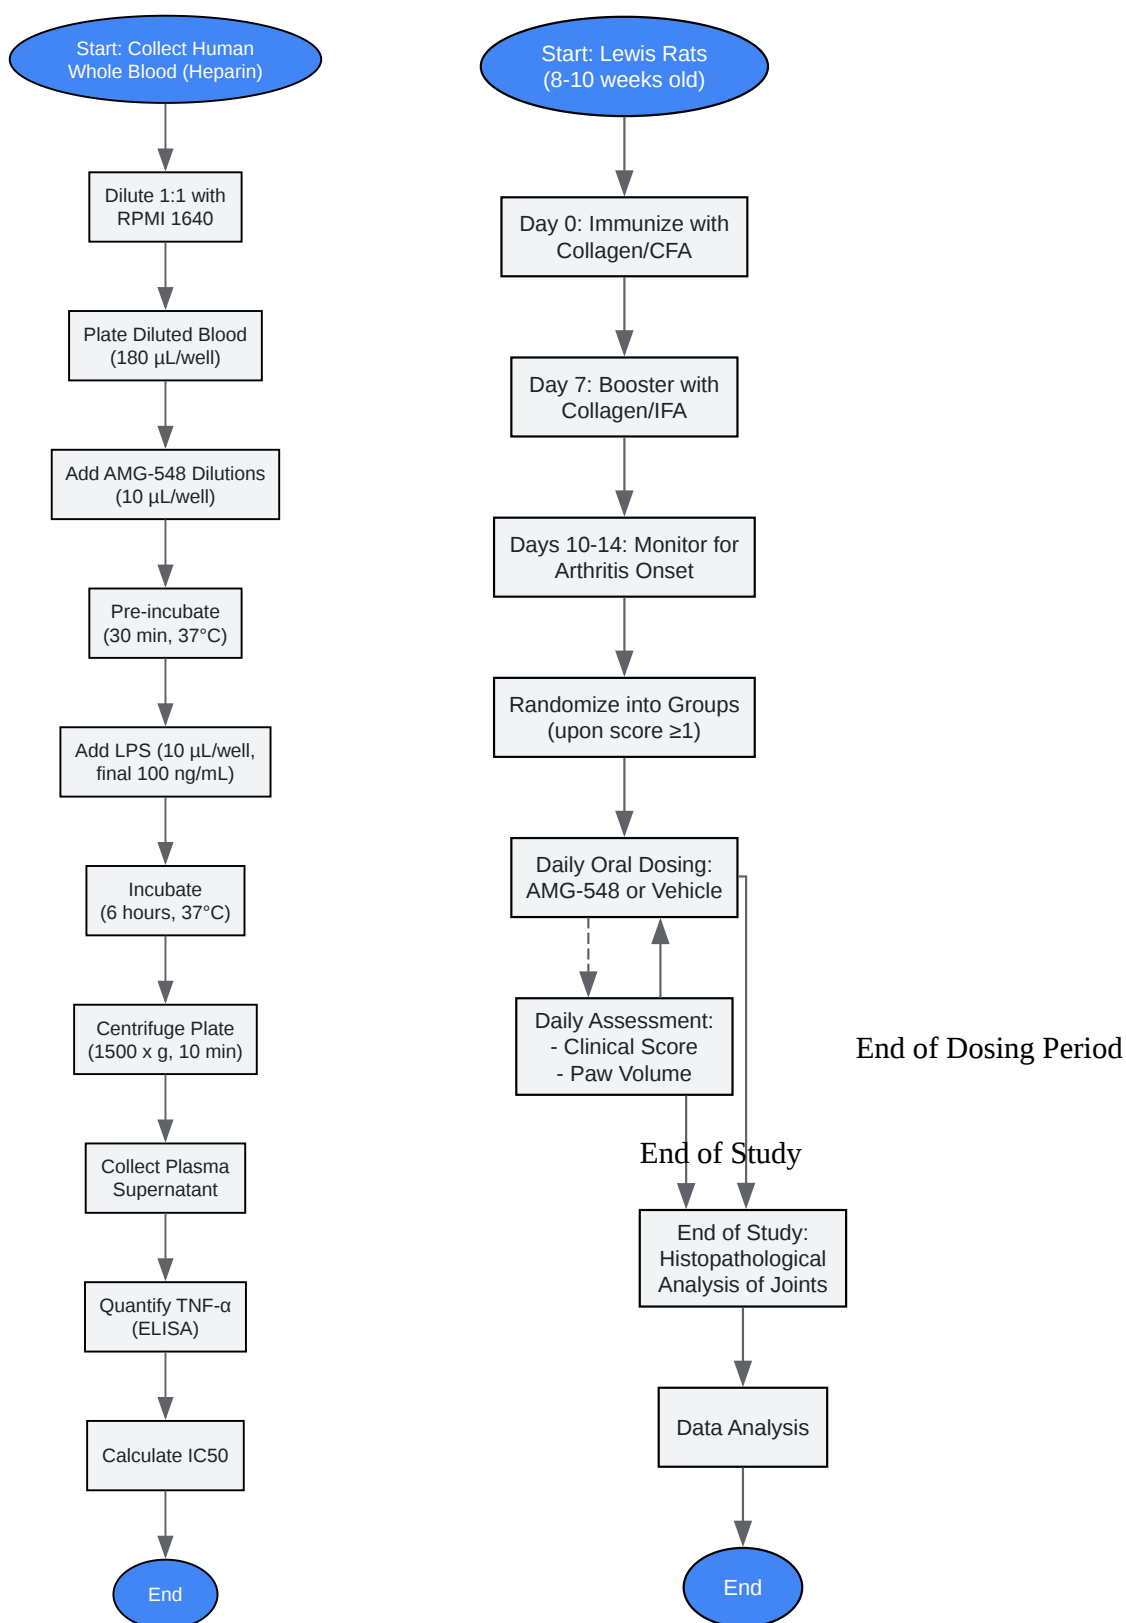 Start: Collect Human
Whole Blood (Heparin)
Dilute 1:1 with
RPMI 1640
Plate Diluted Blood
(180 µL/well)
Add AMG-548 Dilutions
(10 µL/well)
Pre-incubate
(30 min, 37°C)
Add LPS (10 µL/well,
final 100 ng/mL)
Incubate
(6 hours, 37°C)
Centrifuge Plate
(1500 x g, 10 min)
Collect Plasma
Supernatant
Quantify TNF-α
(ELISA)
Calculate IC50
End
Start: Lewis Rats
(8-10 weeks old)
Day 0: Immunize with
Collagen/CFA
Day 7: Booster with
Collagen/IFA
Days 10-14: Monitor for
Arthritis Onset
Randomize into Groups
(upon score ≥1)
Daily Oral Dosing:
AMG-548 or Vehicle
Daily Assessment:
- Clinical Score
- Paw Volume
End of Dosing Period
End of Study
End of Study:
Histopathological
Analysis of Joints
Data Analysis
End